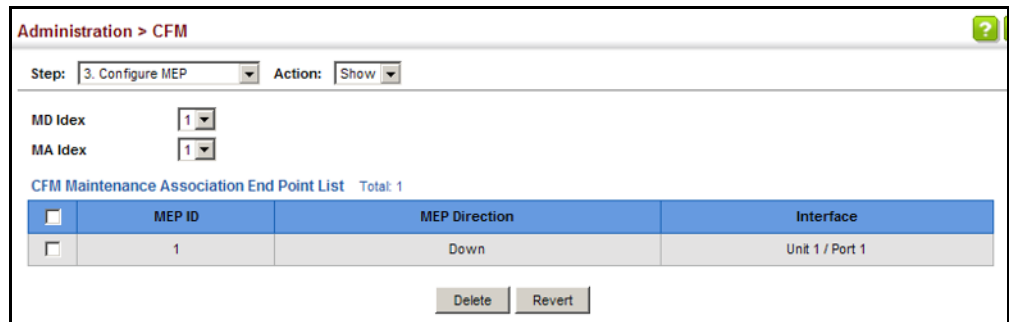 Administration > CFM
?
Step: 3. Configure MEP Action: Show
MD Idex 1
MA Idex 1
CFM Maintenance Association End Point List Total: 1
MEP ID MEP Direction Interface
1 Down Unit 1 / Port 1
Delete Revert